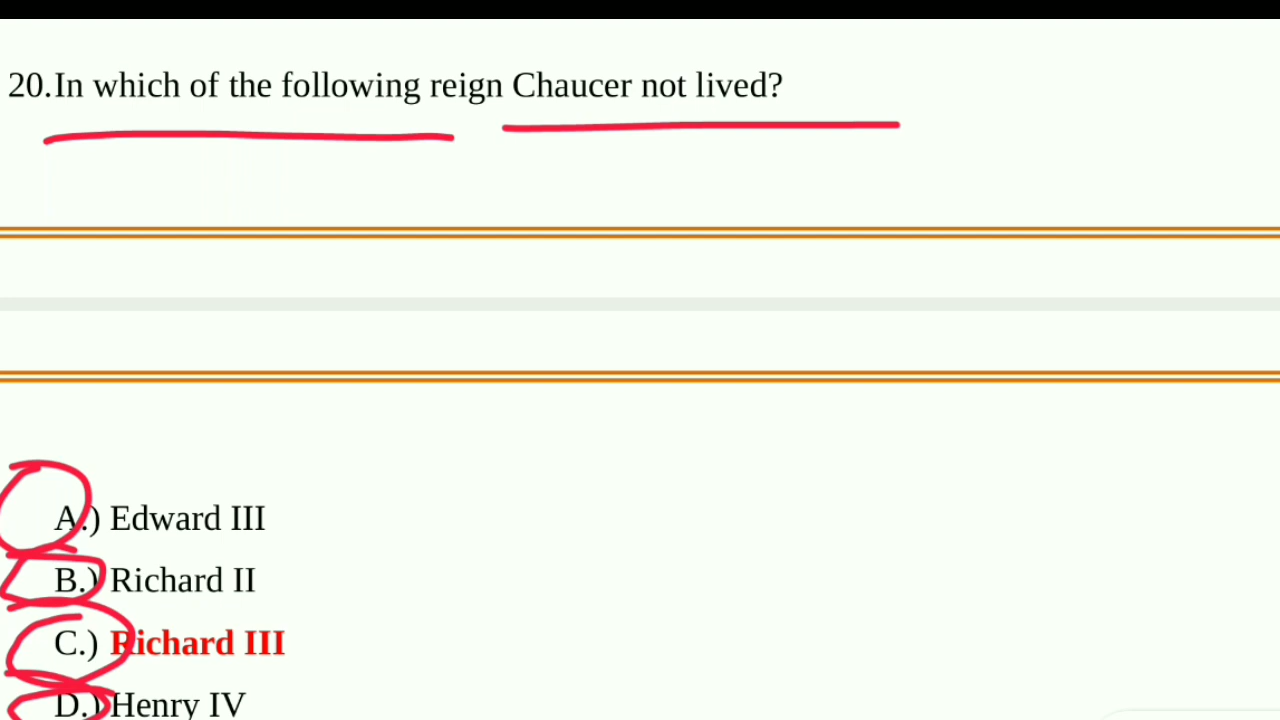 20.In which of the following reign Chaucer not lived?
A.) Edward III
B.) Richard II
C.) Richard III
D.) Henry IV